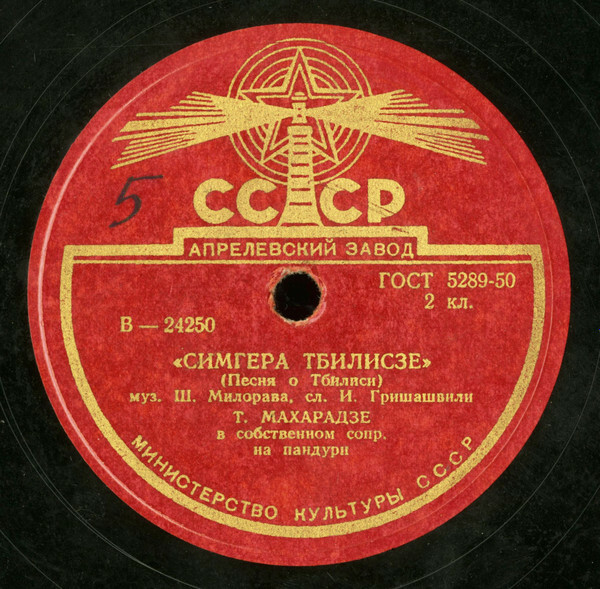 5
СССР
АПРЕЛЕВСКИЙ ЗАВОД
ГОСТ 5289-50
2 кл.
В — 24250
«СИМГЕРА ТБИЛИСЗЕ»
(Песня о Тбилиси)
муз. Ш. Милорава, сл. И. Гришашвили
Т. МАХАРАДЗЕ
в собственном сопр.
на пандури
МИНИСТЕРСТВО КУЛЬТУРЫ СССР